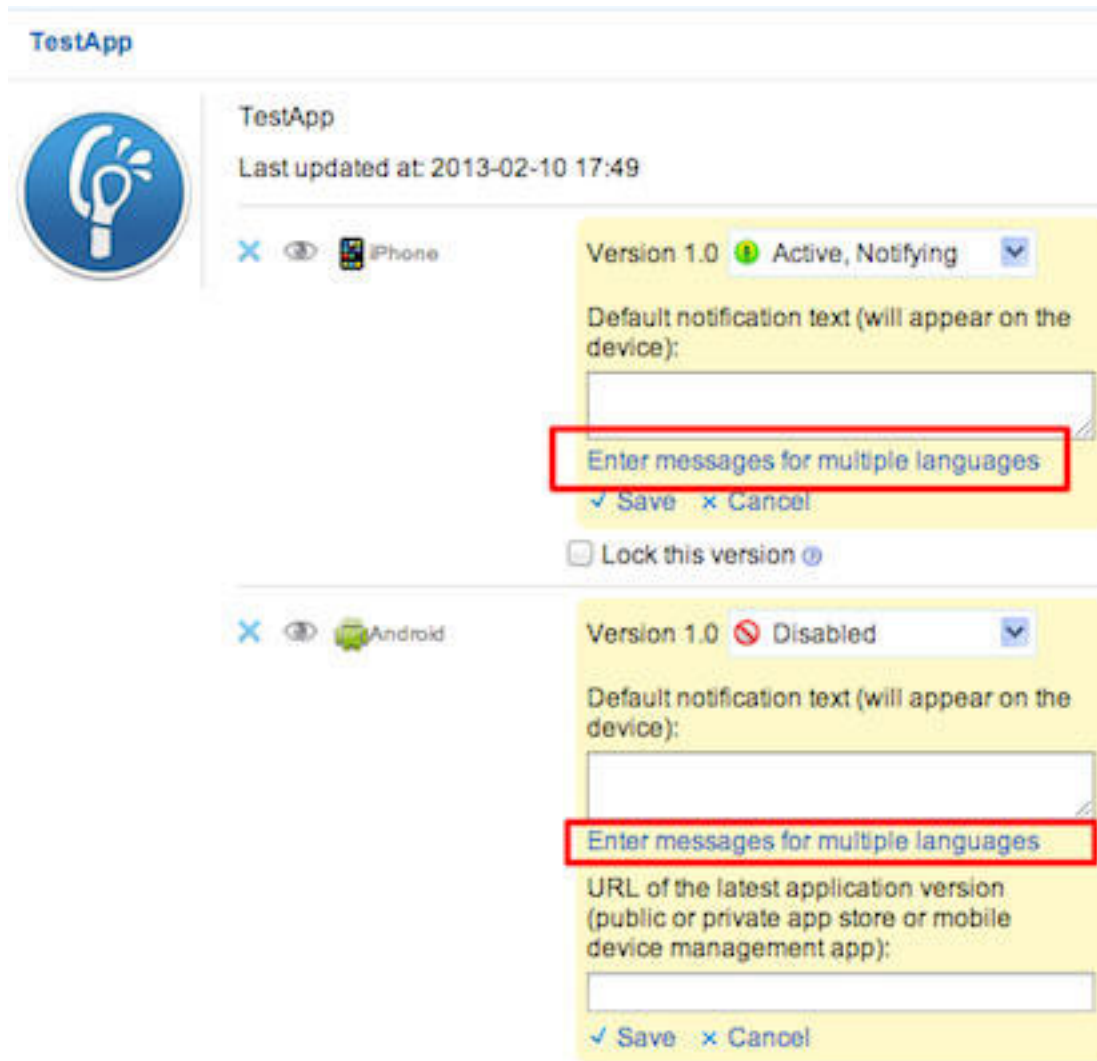 TestApp
TestApp
Last updated at: 2013-02-10 17:49
iPhone
Version 1.0 Active, Notifying
Default notification text (will appear on the
device):
Enter messages for multiple languages
Save Cancel
Lock this version
Android
Version 1.0 Disabled
Default notification text (will appear on the
device):
Enter messages for multiple languages
URL of the latest application version
(public or private app store or mobile
device management app):
Save Cancel